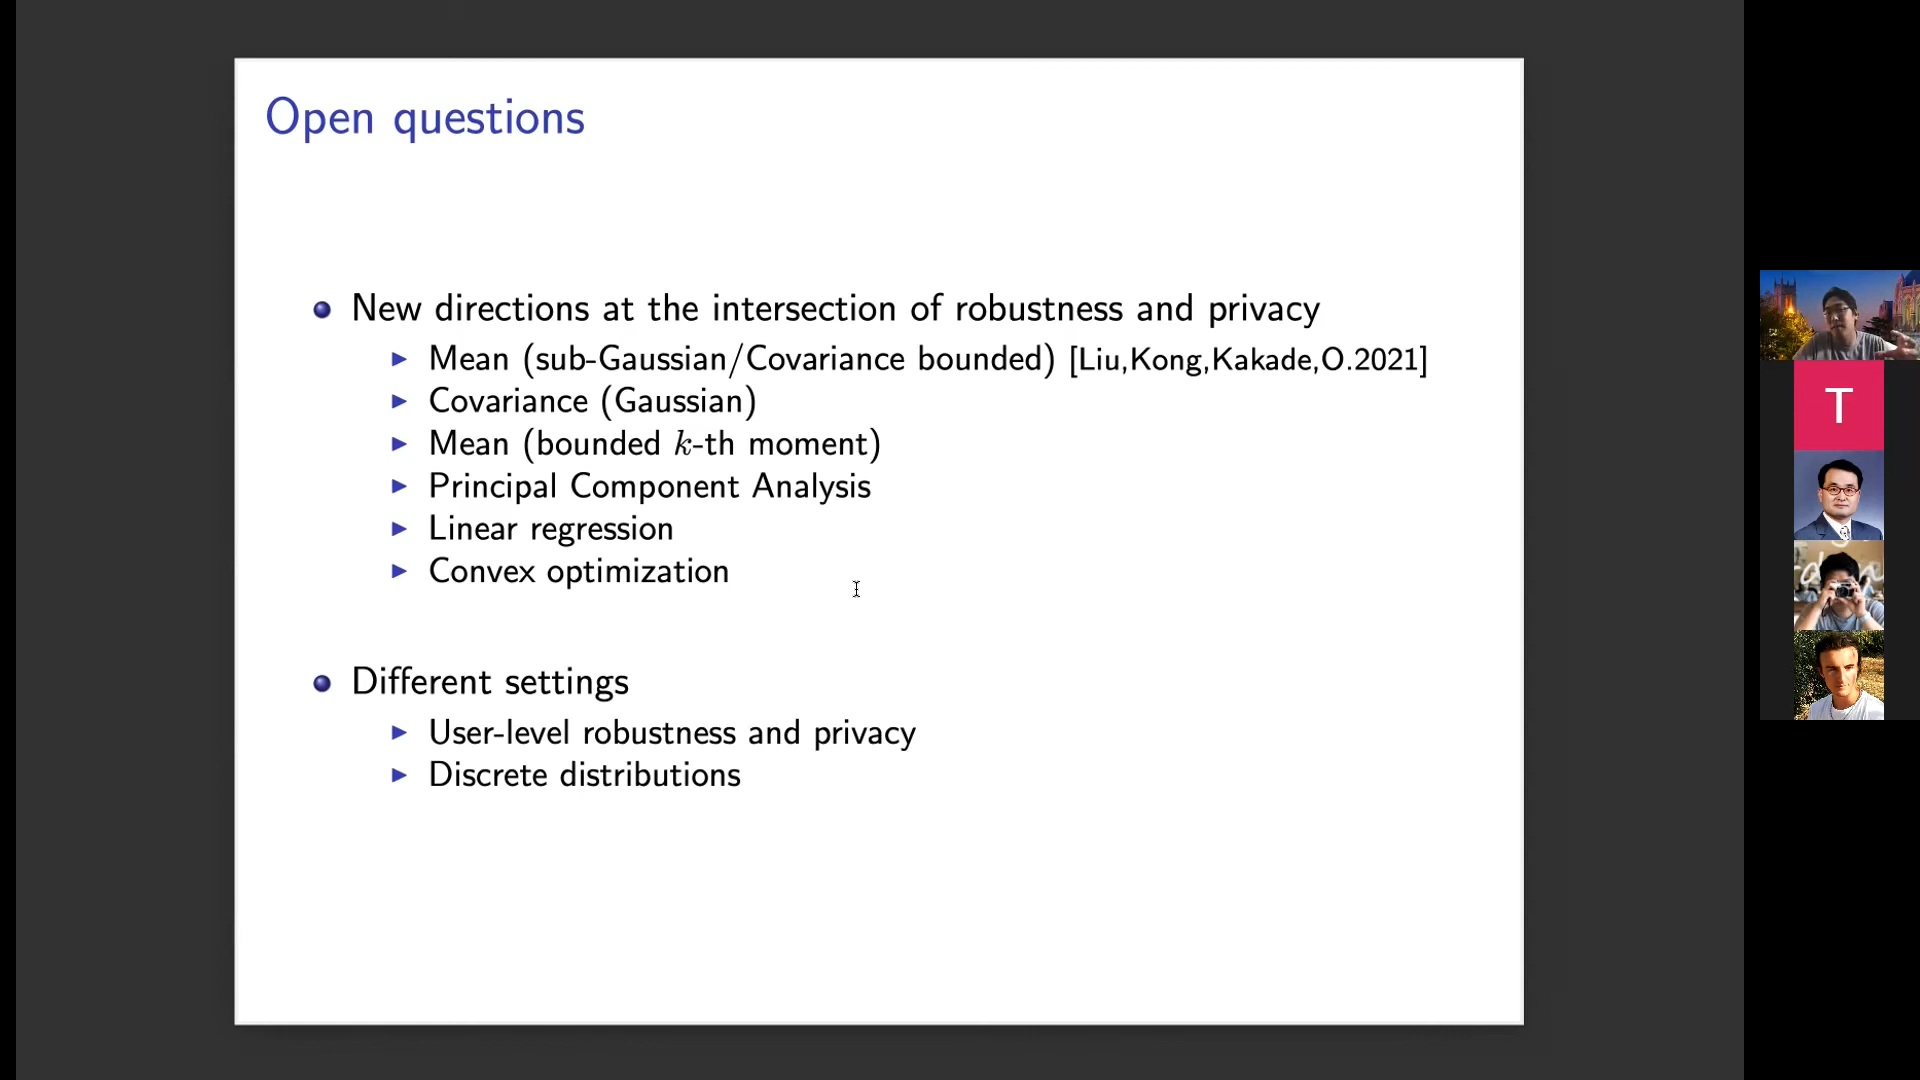 Open questions
New directions at the intersection of robustness and privacy
Mean (sub-Gaussian/Covariance bounded) [Liu,Kong,Kakade,O.2021]
Covariance (Gaussian)
Mean (bounded k-th moment)
Principal Component Analysis
Linear regression
Convex optimization
Different settings
User-level robustness and privacy
Discrete distributions
T